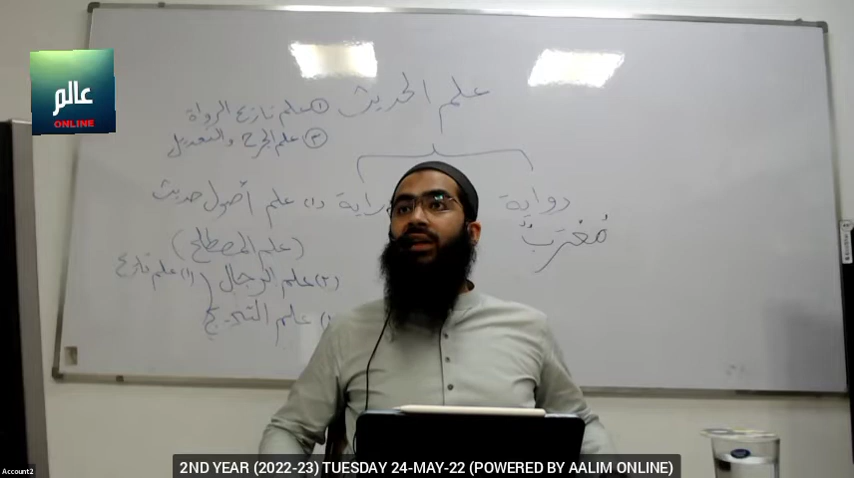 علم الحديث
① علم تاريخ الرواة
③ علم الجرح والتعديل
رواية
دراية (١) علم أصول حديث
مُغْتَرِبٌ
(علم المصطلح)
(٢) علم الرجال (١) علم تاريخ
علم التخريج
عالم
ONLINE
Account2
2ND YEAR (2022-23) TUESDAY 24-MAY-22 (POWERED BY AALIM ONLINE)